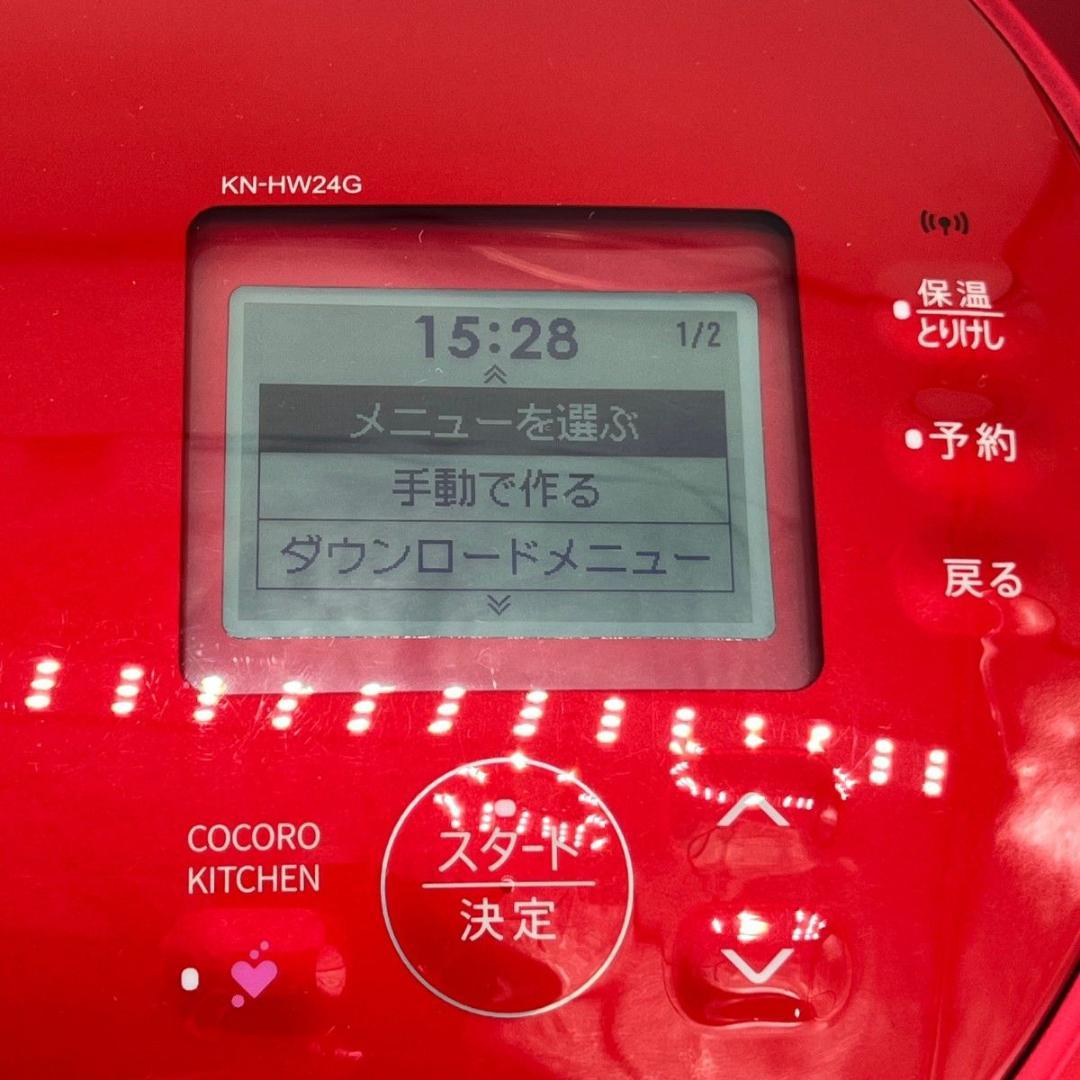 KN-HW24G
15:28
1/2
メニューを選ぶ
手動で作る
ダウンロードメニュー
保温
とりけし
予約
戻る
COCORO
KITCHEN
スタート
決定